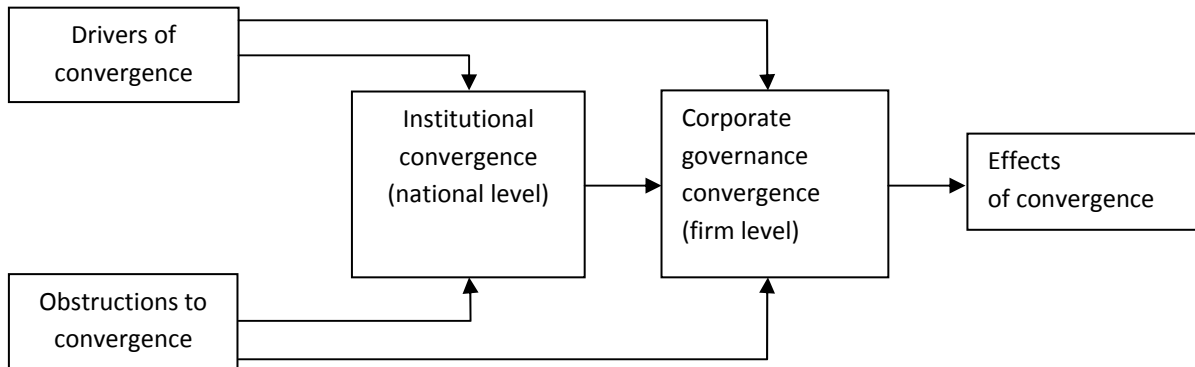 Drivers of
convergence
Institutional
convergence
(national level)
Corporate
governance
convergence
(firm level)
Effects
of convergence
Obstructions to
convergence